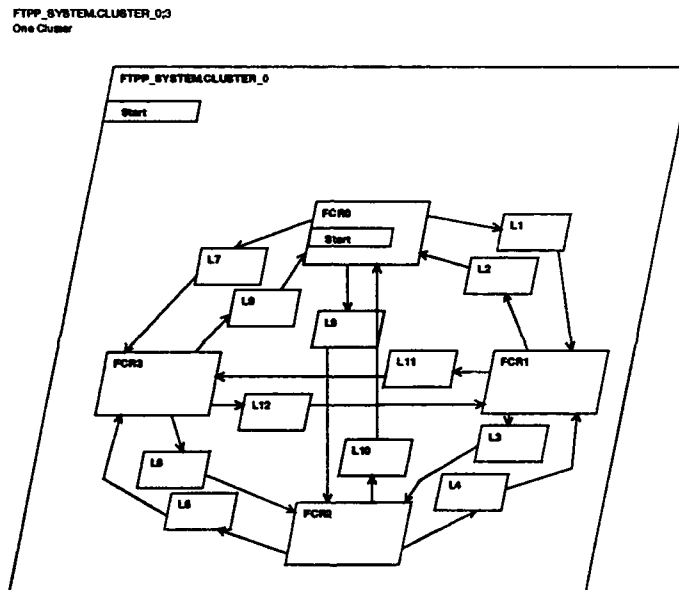 FTPP_SYSTEM.CLUSTER_0;3
One Cluster
FTPP_SYSTEM.CLUSTER_0
Start
FCR0
Start
L1
L7
L2
L8
L9
FCR3
L11
FCR1
L12
L3
L10
L5
L4
L6
FCR2